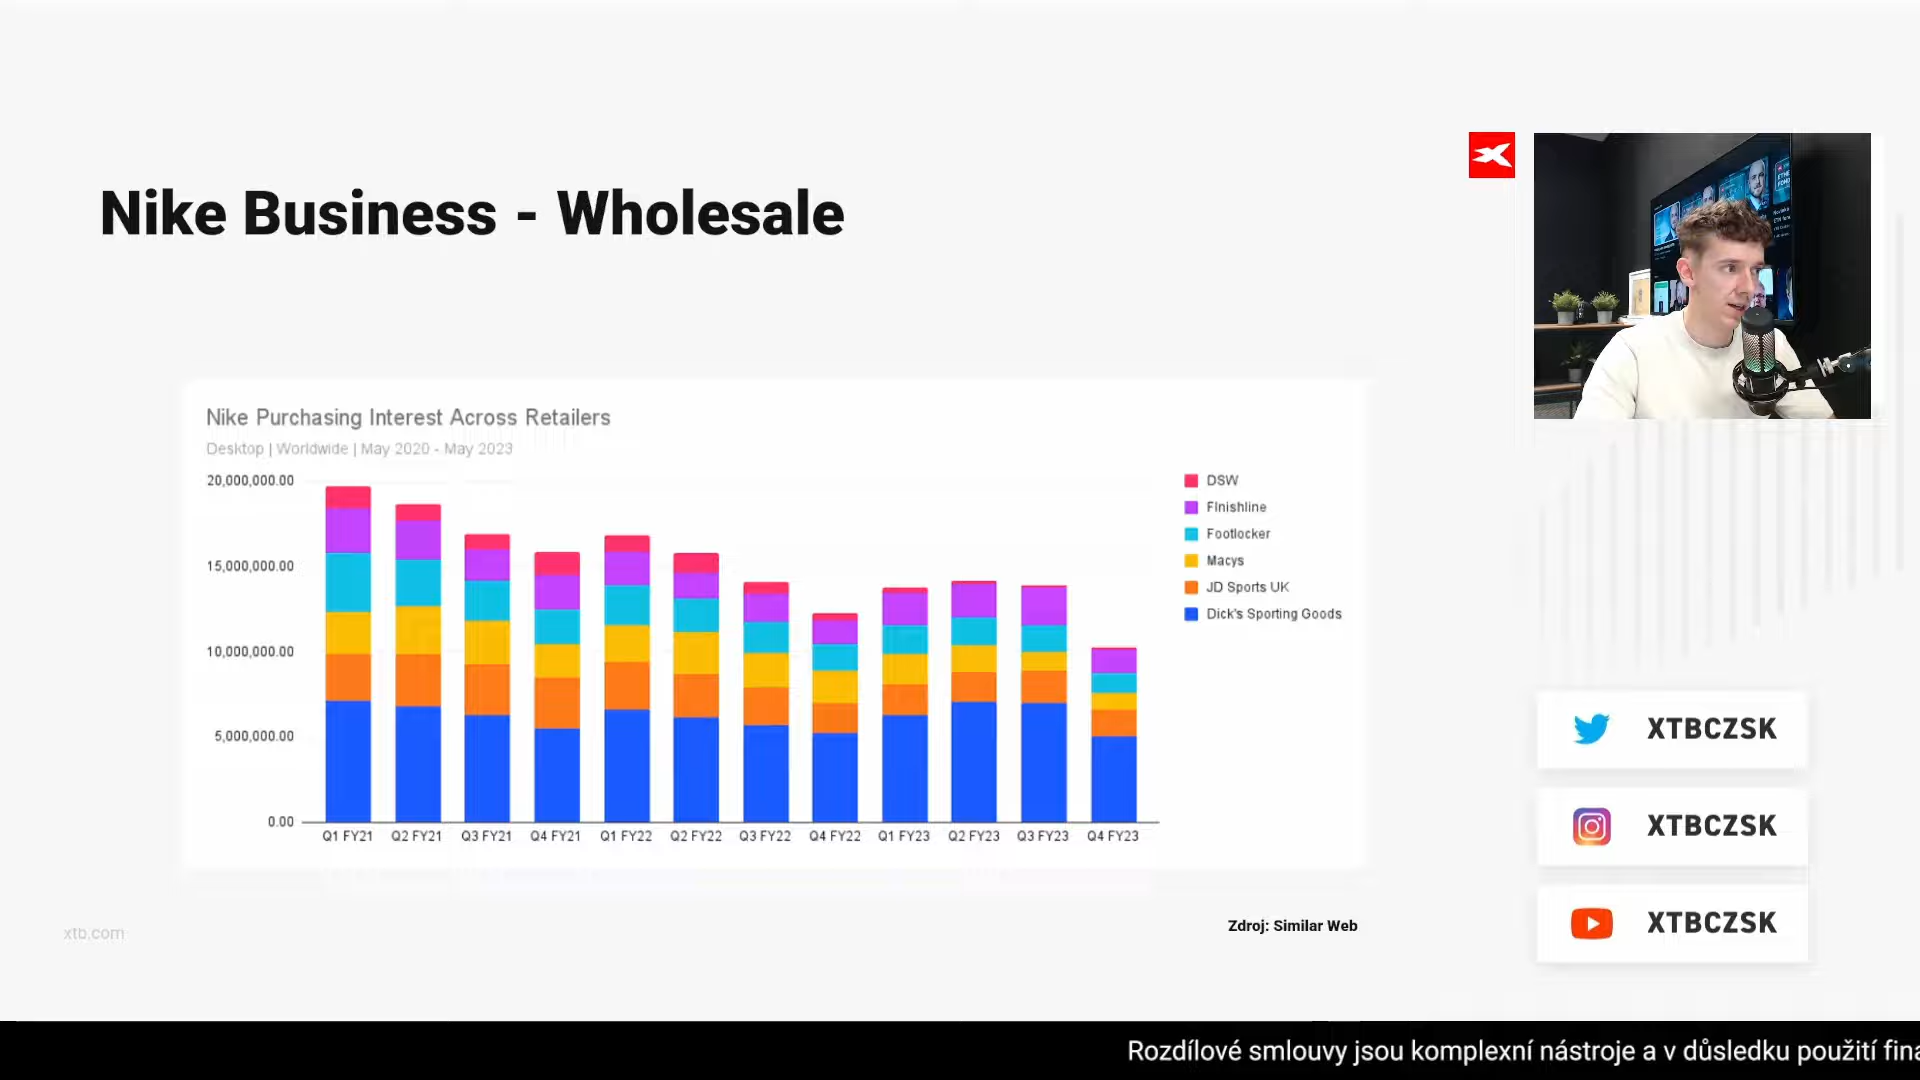 Nike Business - Wholesale
Nike Purchasing Interest Across Retailers
Desktop | Worldwide | May 2020 - May 2023
20,000,000.00
15,000,000.00
10,000,000.00
5,000,000.00
0.00
Q1 FY21 Q2 FY21 Q3 FY21 Q4 FY21 Q1 FY22 Q2 FY22 Q3 FY22 Q4 FY22 Q1 FY23 Q2 FY23 Q3 FY23 Q4 FY23
DSW
FInishline
Footlocker
Macys
JD Sports UK
Dick's Sporting Goods
Zdroj: Similar Web
xtb.com
XTBCZSK
XTBCZSK
XTBCZSK
Rozdílové smlouvy jsou komplexní nástroje a v důsledku použití fina